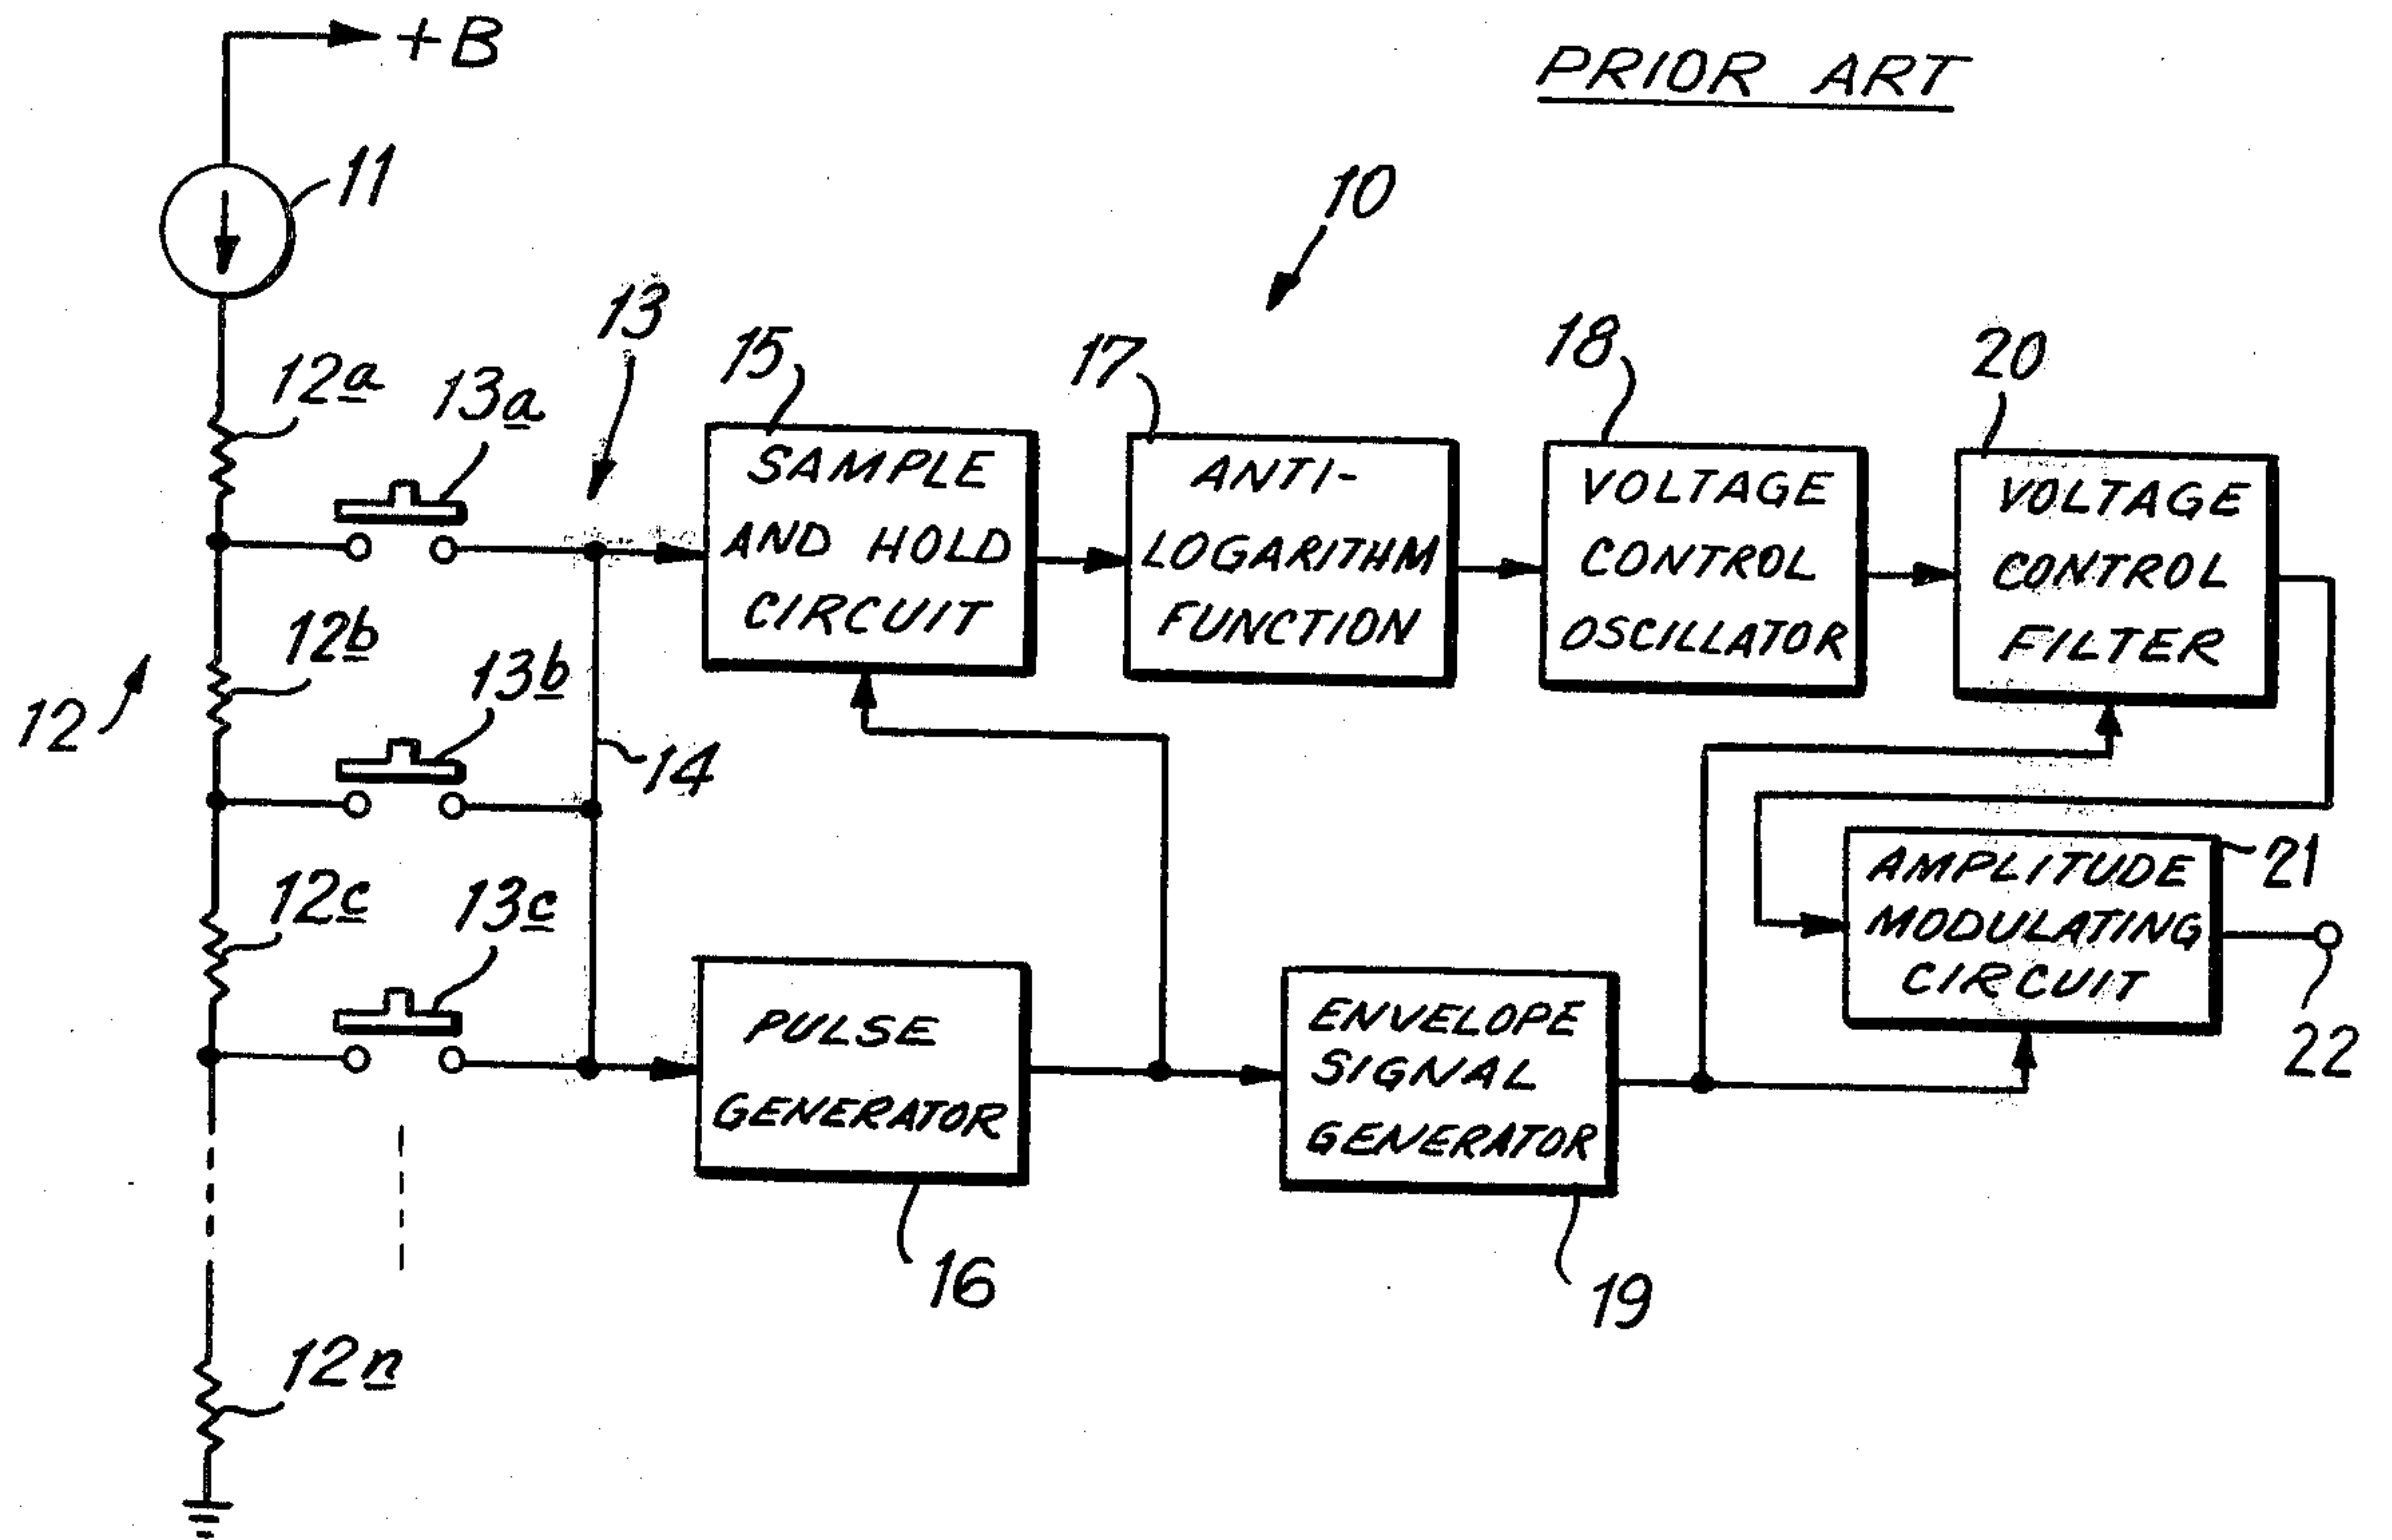 +B
PRIOR ART
11
10
13
12a
13a
15
17
18
20
SAMPLE
AND HOLD
CIRCUIT
ANTI-
LOGARITHM
FUNCTION
VOLTAGE
CONTROL
OSCILLATOR
VOLTAGE
CONTROL
FILTER
12b
13b
12
14
12c
13c
AMPLITUDE
MODULATING
CIRCUIT
21
22
PULSE
GENERATOR
16
ENVELOPE
SIGNAL
GENERATOR
19
12n